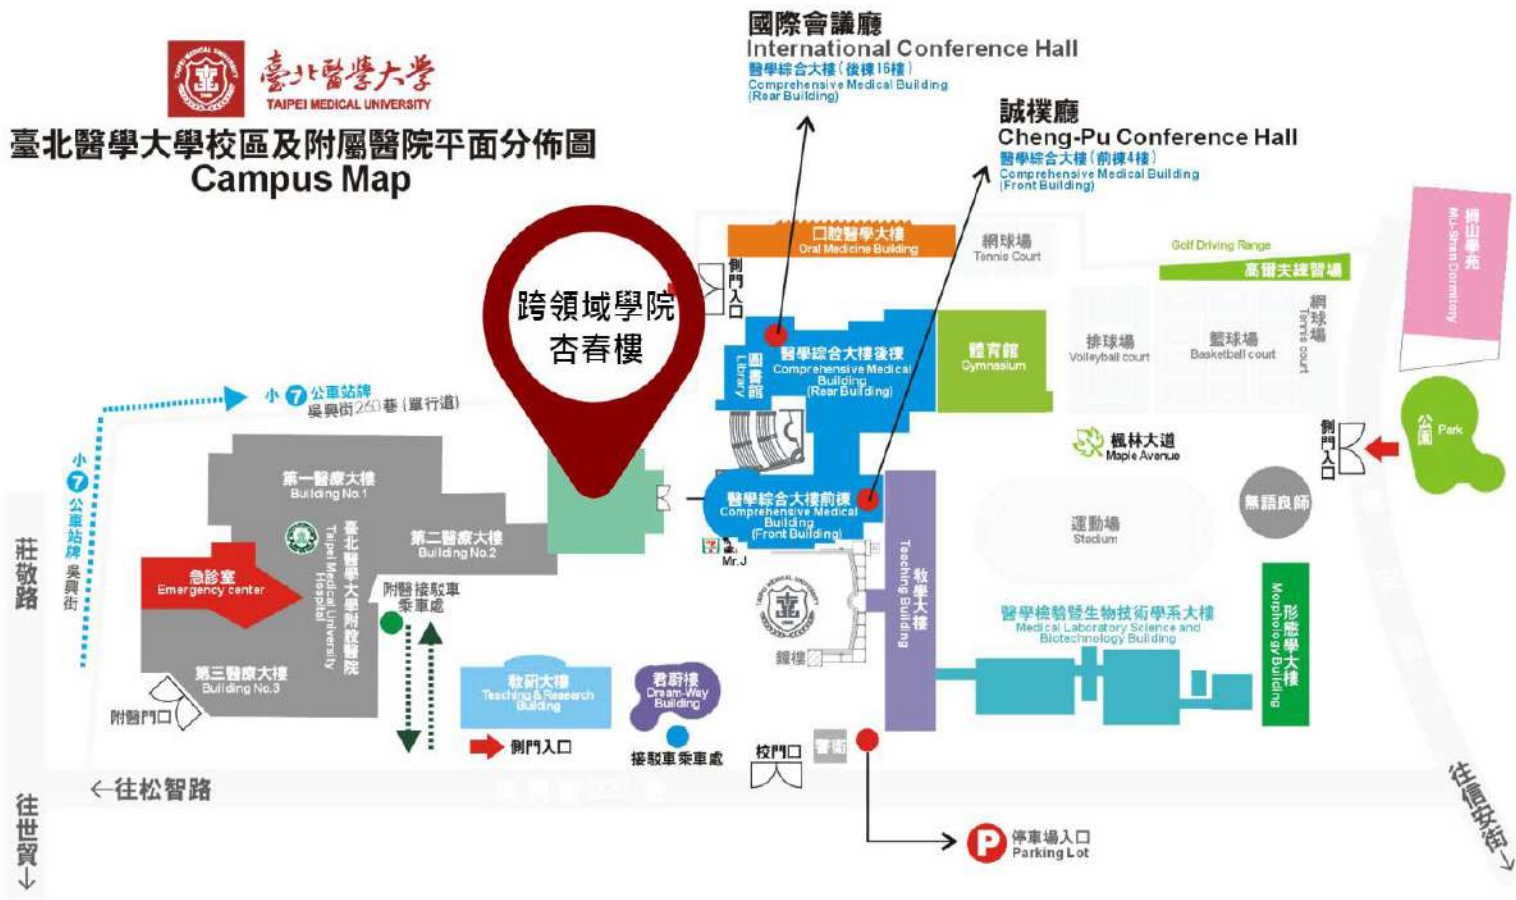 臺北醫學大學
TAIPEI MEDICAL UNIVERSITY
臺北醫學大學校區及附屬醫院平面分佈圖
Campus Map
國際會議廳
International Conference Hall
醫學綜合大樓(後棟16樓)
Comprehensive Medical Building
(Rear Building)
誠樸廳
Cheng-Pu Conference Hall
醫學綜合大樓(前棟4樓)
Comprehensive Medical Building
(Front Building)
拇山學苑
Mu-Shan Dormitory
口腔醫學大樓
Oral Medicine Building
網球場
Tennis Court
Golf Driving Range
高爾夫練習場
側門入口
跨領域學院
杏春樓
醫學綜合大樓後棟
Comprehensive Medical
Building
(Rear Building)
圖書館
Library
體育館
Gymnasium
排球場
Volleyball court
籃球場
Basketball court
網球場
Tennis court
小 7 公車站牌
吳興街260巷(單行道)
小 7 公車站牌 吳興街
公園 Park
側門入口
楓林大道
Maple Avenue
第一醫療大樓
Building No.1
第二醫療大樓
Building No.2
臺北醫學大學附設醫院
Taipei Medical University
Hospital
急診室
Emergency center
第三醫療大樓
Building No.3
附醫門口
附醫接駁車
乘車處
醫學綜合大樓前棟
Comprehensive Medical
Building
(Front Building)
7
Mr.J
TAIPEI MEDICAL UNIVERSITY
鐘樓
教學大樓
Teaching Building
運動場
Stadium
無語良師
醫學檢驗暨生物技術學系大樓
Medical Laboratory Science and
Biotechnology Building
形態學大樓
Morphology Building
教研大樓
Teaching & Research
Building
君蔚樓
Dream-Way
Building
側門入口
接駁車乘車處
校門口
警衛
莊敬路
←往松智路
往世貿→
往信安街→
P 停車場入口
Parking Lot